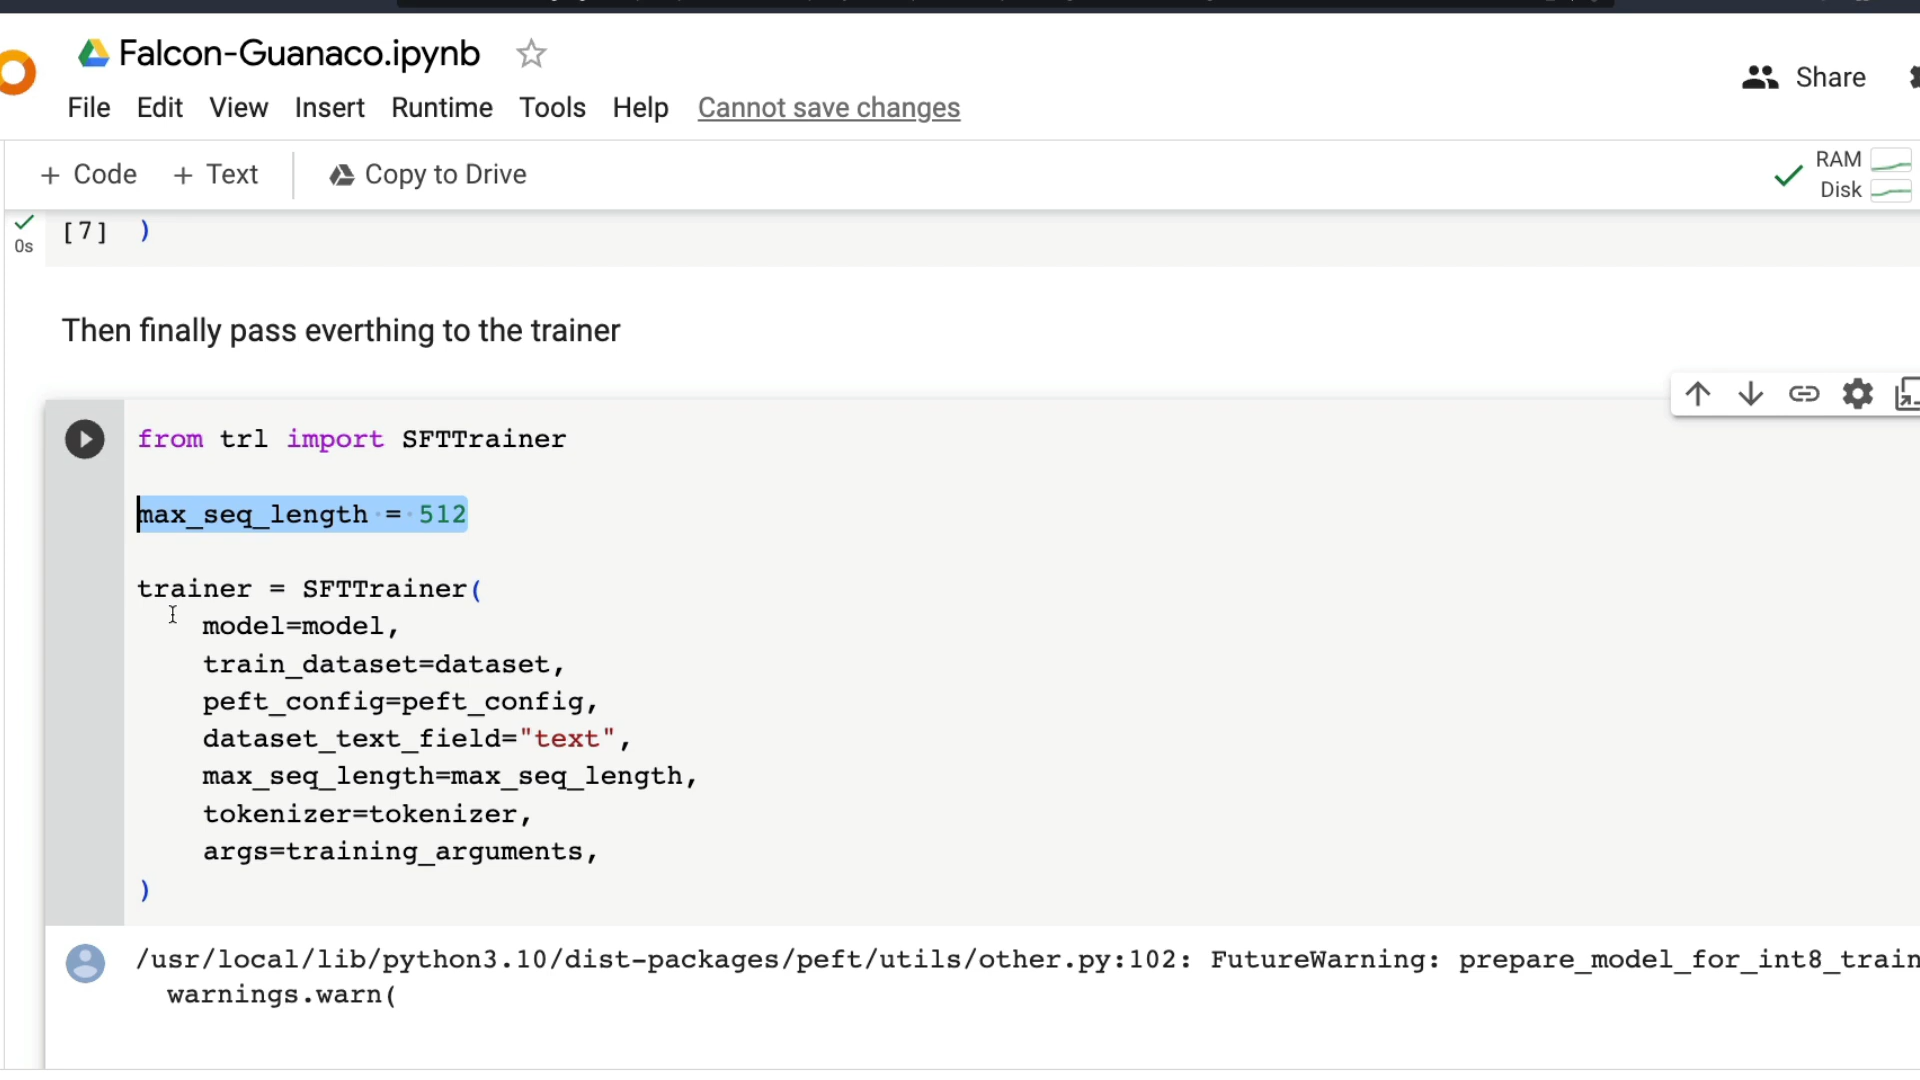 Falcon-Guanaco.ipynb
File Edit View Insert Runtime Tools Help Cannot save changes
Share
+ Code + Text Copy to Drive
RAM
Disk
0s
[7] )
Then finally pass everthing to the trainer
from trl import SFTTrainer
max_seq_length = 512
trainer = SFTTrainer(
model=model,
train_dataset=dataset,
peft_config=peft_config,
dataset_text_field="text",
max_seq_length=max_seq_length,
tokenizer=tokenizer,
args=training_arguments,
)
/usr/local/lib/python3.10/dist-packages/peft/utils/other.py:102: FutureWarning: prepare_model_for_int8_train
warnings.warn(